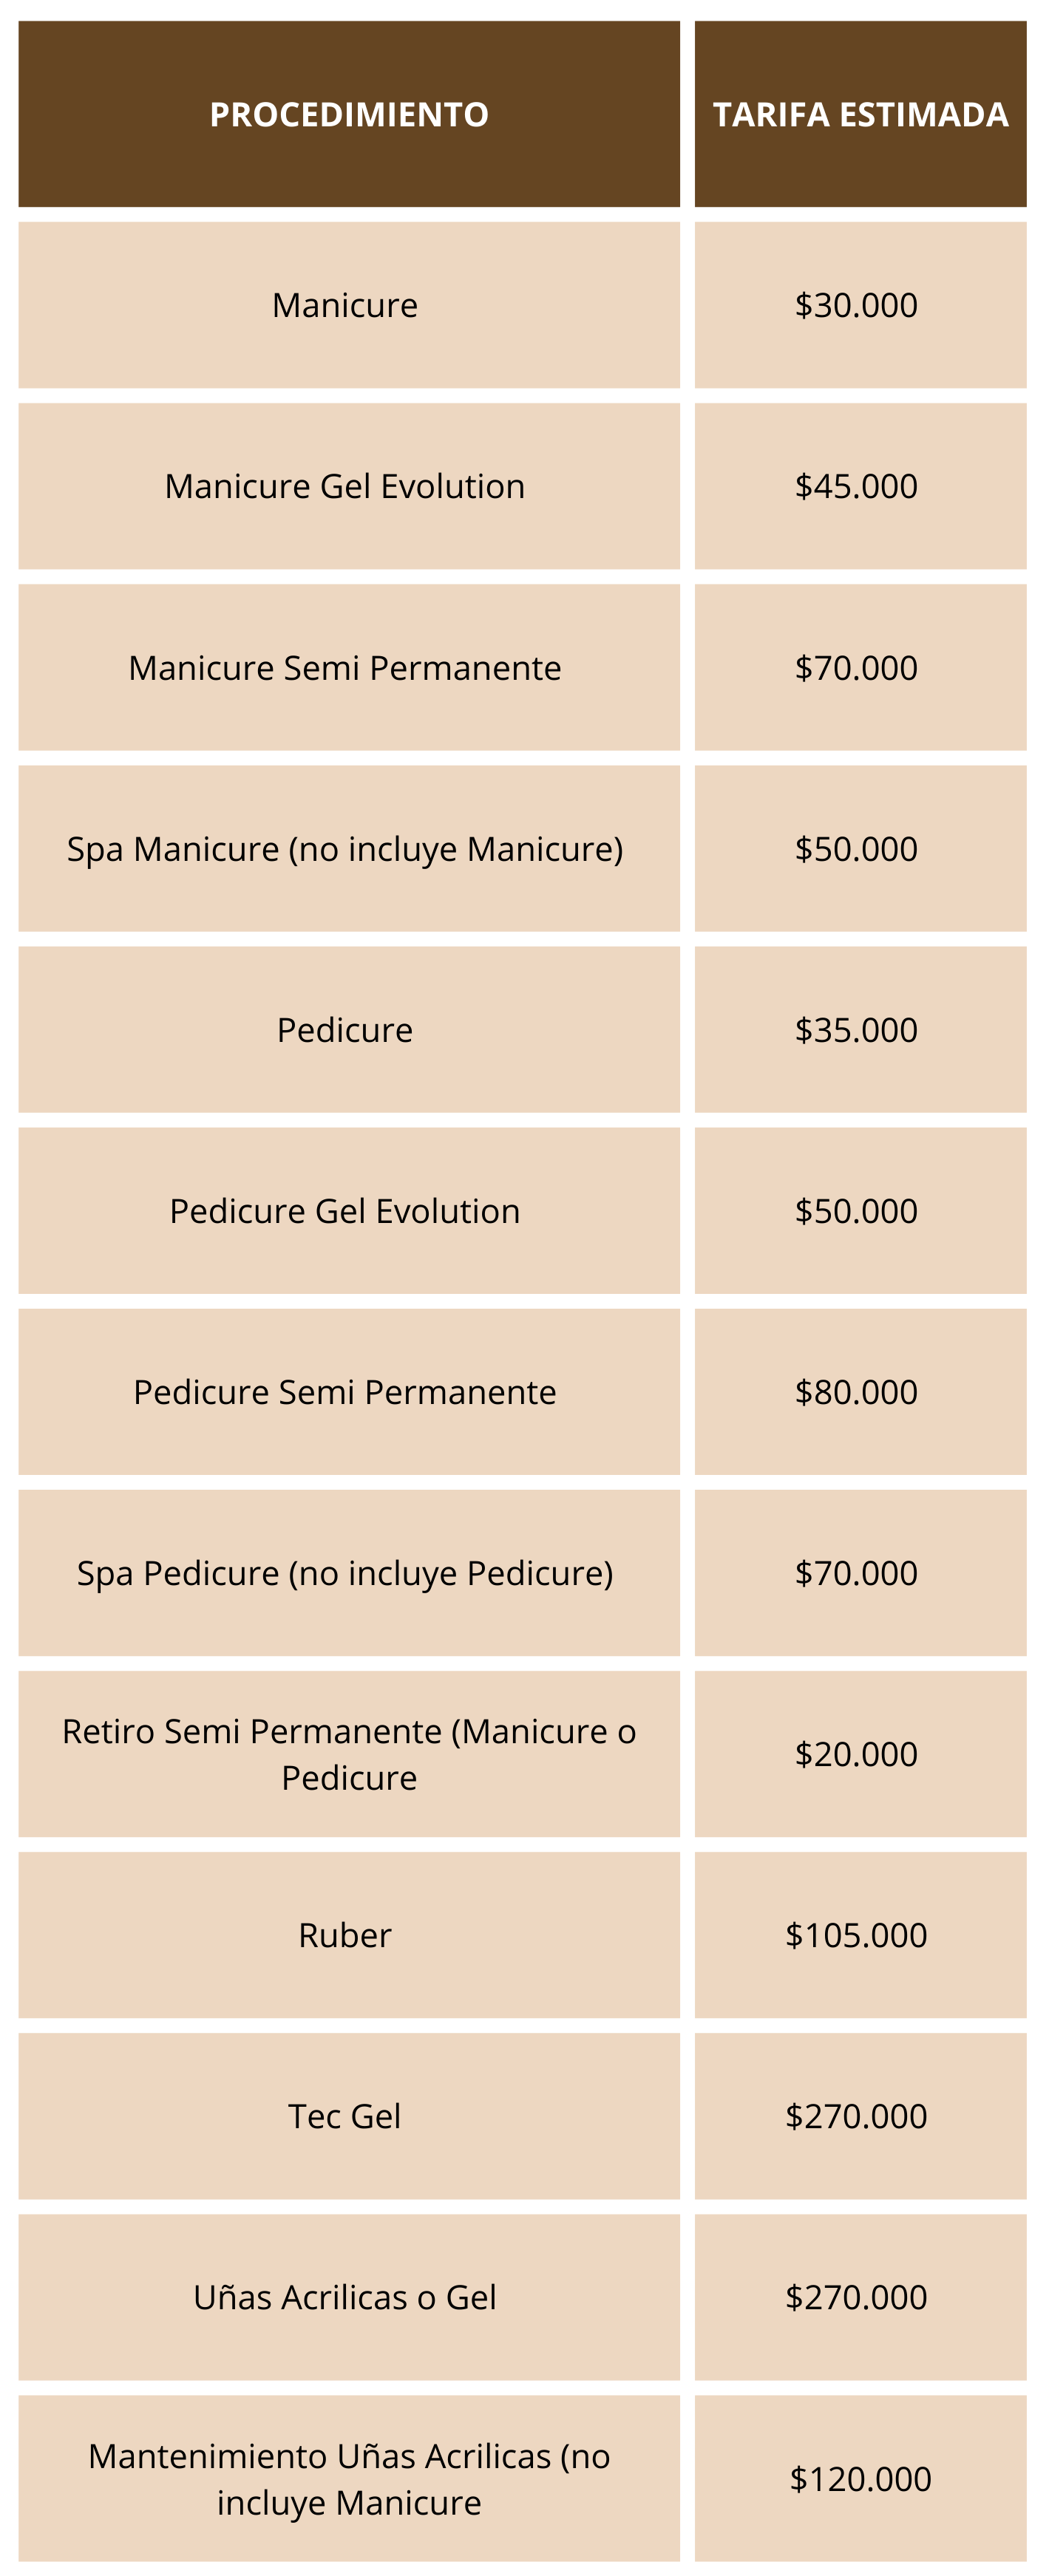 PROCEDIMIENTO TARIFA ESTIMADA
Manicure $30.000
Manicure Gel Evolution $45.000
Manicure Semi Permanente $70.000
Spa Manicure (no incluye Manicure) $50.000
Pedicure $35.000
Pedicure Gel Evolution $50.000
Pedicure Semi Permanente $80.000
Spa Pedicure (no incluye Pedicure) $70.000
Retiro Semi Permanente (Manicure o
Pedicure
$20.000
Ruber $105.000
Tec Gel $270.000
Uñas Acrilicas o Gel $270.000
Mantenimiento Uñas Acrilicas (no
incluye Manicure
$120.000